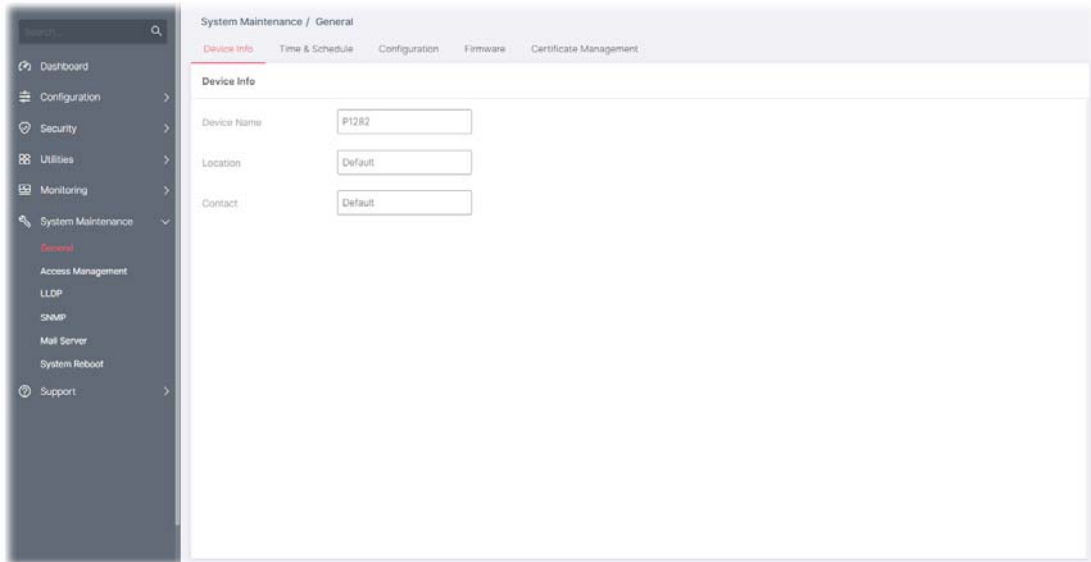 Search...
Dashboard
Configuration
Security
Utilities
Monitoring
System Maintenance
General
Access Management
LLDP
SNMP
Mail Server
System Reboot
Support
System Maintenance / General
Device Info Time & Schedule Configuration Firmware Certificate Management
Device Info
Device Name P1282
Location Default
Contact Default